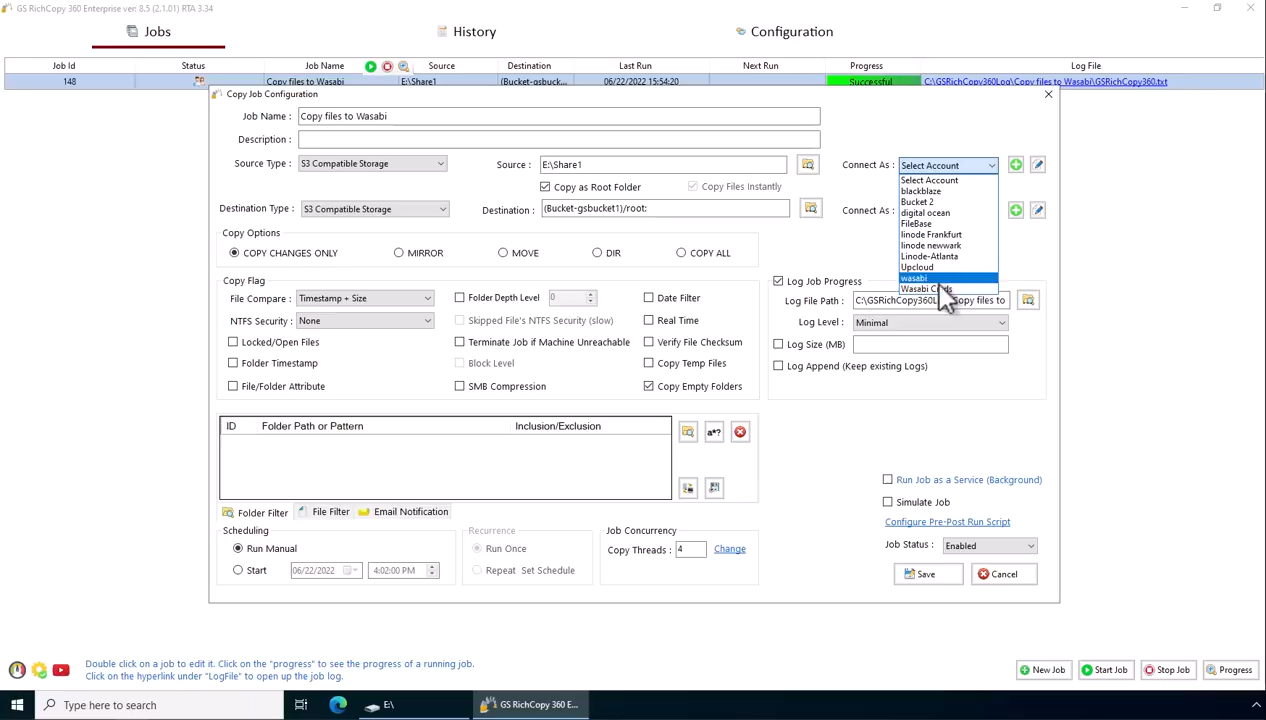 GS RichCopy 360 Enterprise ver: 8.5 (2.1.01) RTA 3.34
Jobs
History
Configuration
Job Id Status Job Name Source Destination Last Run Next Run Progress Log File
148 Copy files to Wasabi E:\Share1 (Bucket-gsbuck... 06/22/2022 15:54:20 Successful C:\GSRichCopy360Log\Copy files to Wasabi\GSRichCopy360.txt
Copy Job Configuration
Job Name : Copy files to Wasabi
Description :
Source Type : S3 Compatible Storage Source : E:\Share1 Connect As : Select Account
Copy as Root Folder Copy Files Instantly
Destination Type : S3 Compatible Storage Destination : (Bucket-gsbucket1)/root: Connect As :
Select Account
blackblaze
Bucket 2
digital ocean
FileBase
linode Frankfurt
linode newwark
Linode-Atlanta
Upcloud
wasabi
Wasabi
Copy Options
COPY CHANGES ONLY MIRROR MOVE DIR COPY ALL
Copy Flag
File Compare : Timestamp + Size Folder Depth Level 0 Date Filter
NTFS Security : None Skipped File's NTFS Security (slow) Real Time
Locked/Open Files Terminate Job if Machine Unreachable Verify File Checksum
Folder Timestamp Block Level Copy Temp Files
File/Folder Attribute SMB Compression Copy Empty Folders
Log Job Progress
Log File Path : C:\GSRichCopy360L opy files to
Log Level : Minimal
Log Size (MB)
Log Append (Keep existing Logs)
ID Folder Path or Pattern Inclusion/Exclusion
a*?
Folder Filter File Filter Email Notification
Run Job as a Service (Background)
Simulate Job
Configure Pre-Post Run Script
Job Status : Enabled
Save Cancel
Scheduling
Run Manual
Start 06/22/2022 4:02:00 PM
Recurrence
Run Once
Repeat Set Schedule
Job Concurrency
Copy Threads : 4 Change
Double click on a job to edit it. Click on the "progress" to see the progress of a running job.
Click on the hyperlink under "LogFile" to open up the job log.
New Job Start Job Stop Job Progress
Type here to search
E:\
GS RichCopy 360 E...